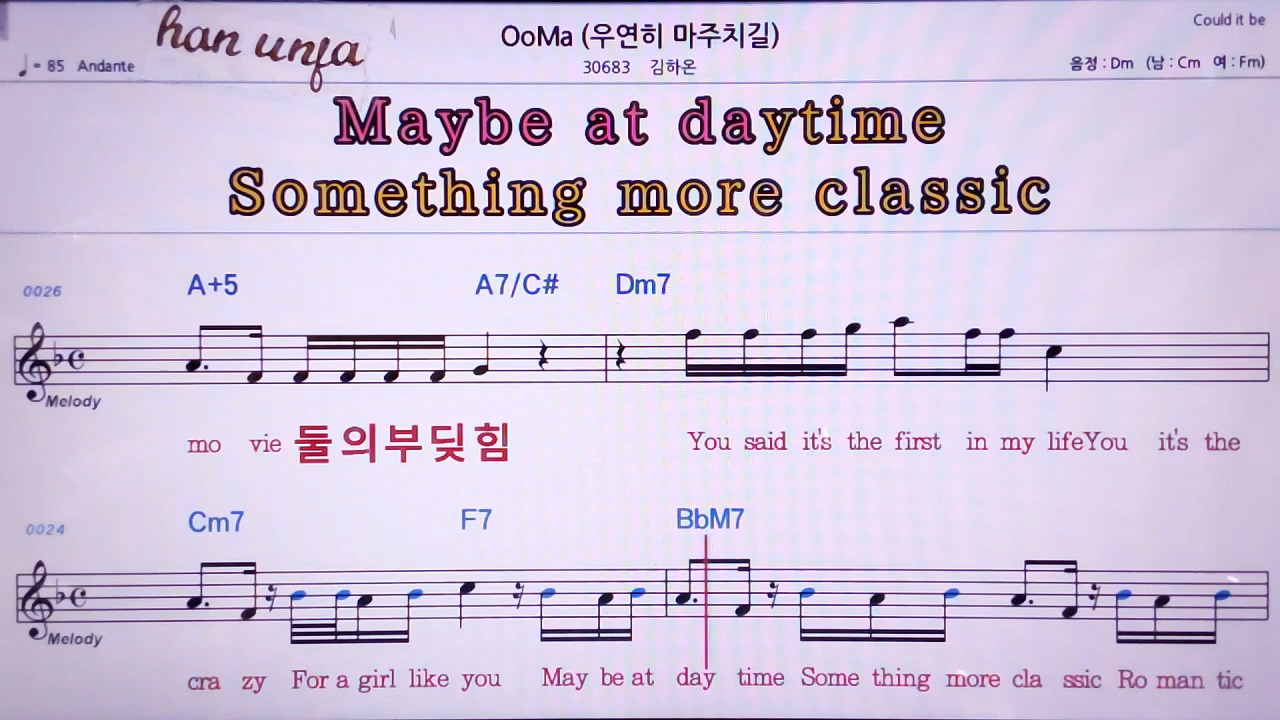 han unfa
OoMa (우연히 마주치길)
Could it be
♩= 85 Andante
30683 김하온
음정 : Dm (남 : Cm 여 : Fm)
Maybe at daytime
Something more classic
0026
A+5 A7/C# Dm7
Melody
mo vie 둘의부딪힘 You said it's the first in my lifeYou it's the
0024
Cm7 F7 BbM7
Melody
cra zy For a girl like you May be at day time Some thing more cla ssic Ro man tic